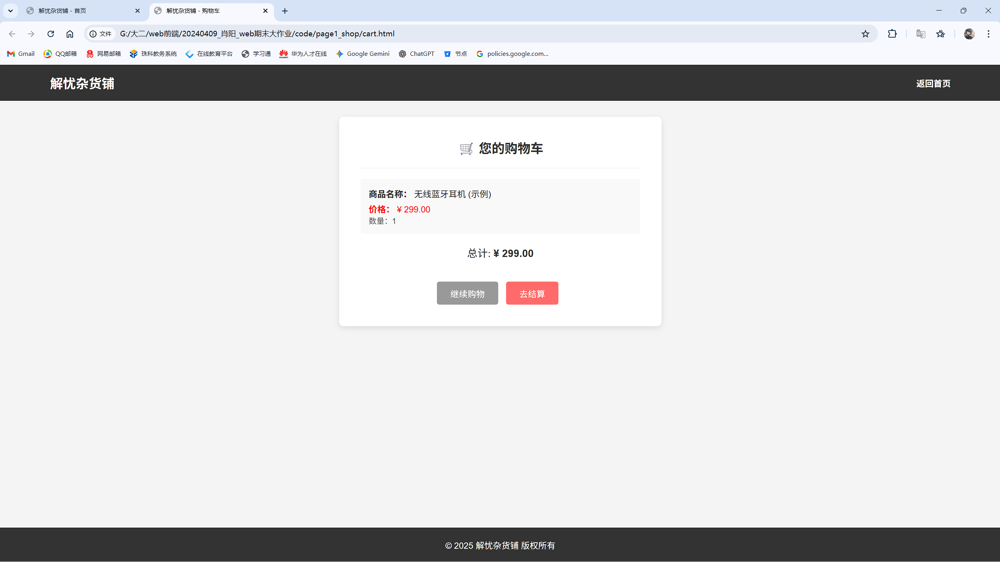 解忧杂货铺 - 首页
解忧杂货铺 - 购物车
文件 G:/大二/web前端/20240409_肖阳_web期末大作业/code/page1_shop/cart.html
Gmail QQ邮箱 网易邮箱 珠科教务系统 在线教育平台 学习通 华为人才在线 Google Gemini ChatGPT 节点 policies.google.com...
解忧杂货铺
返回首页
您的购物车
商品名称： 无线蓝牙耳机 (示例)
价格： ¥ 299.00
数量：1
总计: ¥ 299.00
继续购物 去结算
© 2025 解忧杂货铺 版权所有